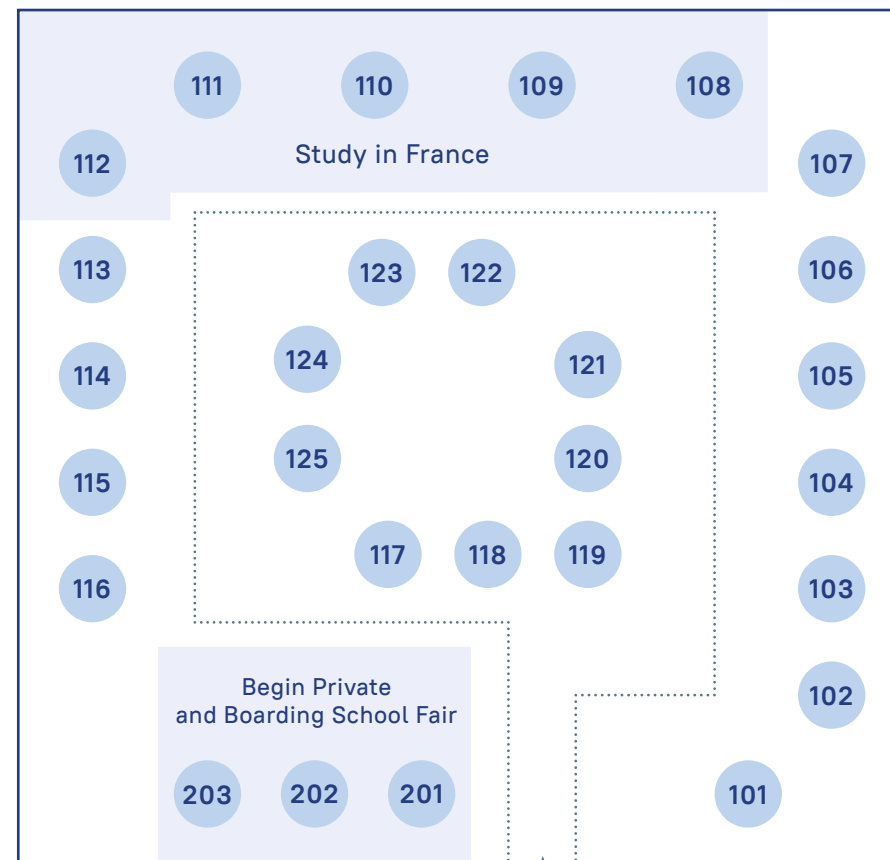 111 110 109 108
Study in France
112 107
113 123 122 106
124 121
114 105
125 120
115 104
117 118 119
116 103
Begin Private
and Boarding School Fair
102
203 202 201 101